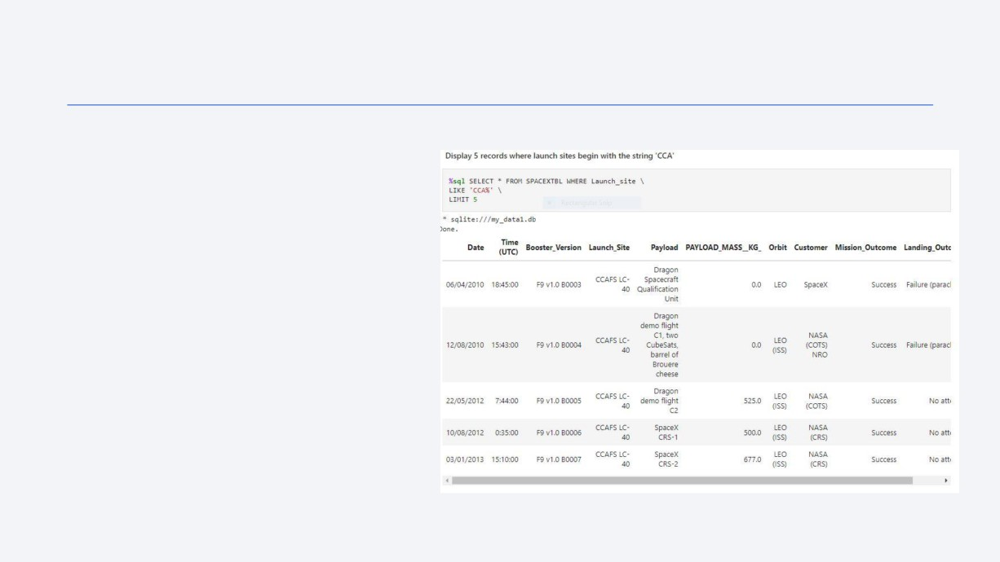 Display 5 records where launch sites begin with the string 'CCA'
%sql SELECT * FROM SPACEXTBL WHERE Launch_site \
LIKE 'CCA%' \
LIMIT 5
* sqlite:///my_data1.db
Done.
Date Time (UTC) Booster_Version Launch_Site Payload PAYLOAD_MASS__KG_ Orbit Customer Mission_Outcome Landing_Outc
06/04/2010 18:45:00 F9 v1.0 B0003 CCAFS LC-40 Dragon Spacecraft Qualification Unit 0.0 LEO SpaceX Success Failure (parac
12/08/2010 15:43:00 F9 v1.0 B0004 CCAFS LC-40 Dragon demo flight C1, two CubeSats, barrel of Brouere cheese 0.0 LEO (ISS) NASA (COTS) NRO Success Failure (parac
22/05/2012 7:44:00 F9 v1.0 B0005 CCAFS LC-40 Dragon demo flight C2 525.0 LEO (ISS) NASA (COTS) Success No att
10/08/2012 0:35:00 F9 v1.0 B0006 CCAFS LC-40 SpaceX CRS-1 500.0 LEO (ISS) NASA (CRS) Success No att
03/01/2013 15:10:00 F9 v1.0 B0007 CCAFS LC-40 SpaceX CRS-2 677.0 LEO (ISS) NASA (CRS) Success No att